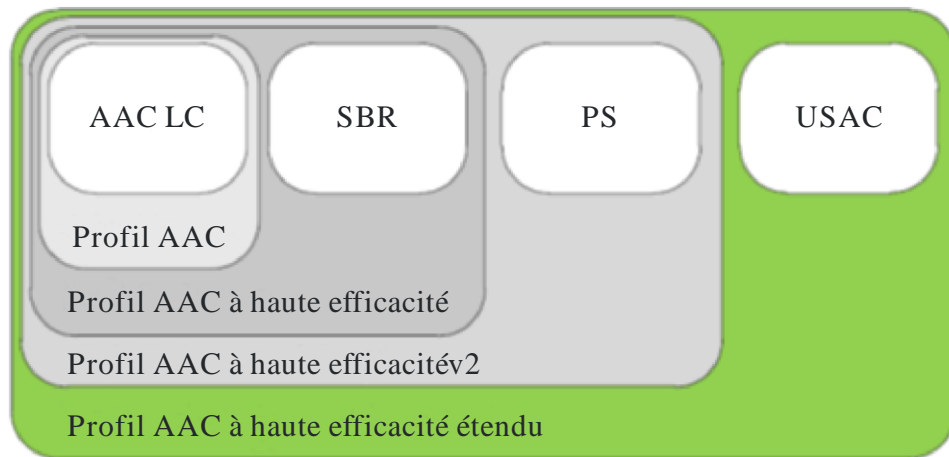 AAC LC SBR PS USAC
Profil AAC
Profil AAC à haute efficacité
Profil AAC à haute efficacitév2
Profil AAC à haute efficacité étendu